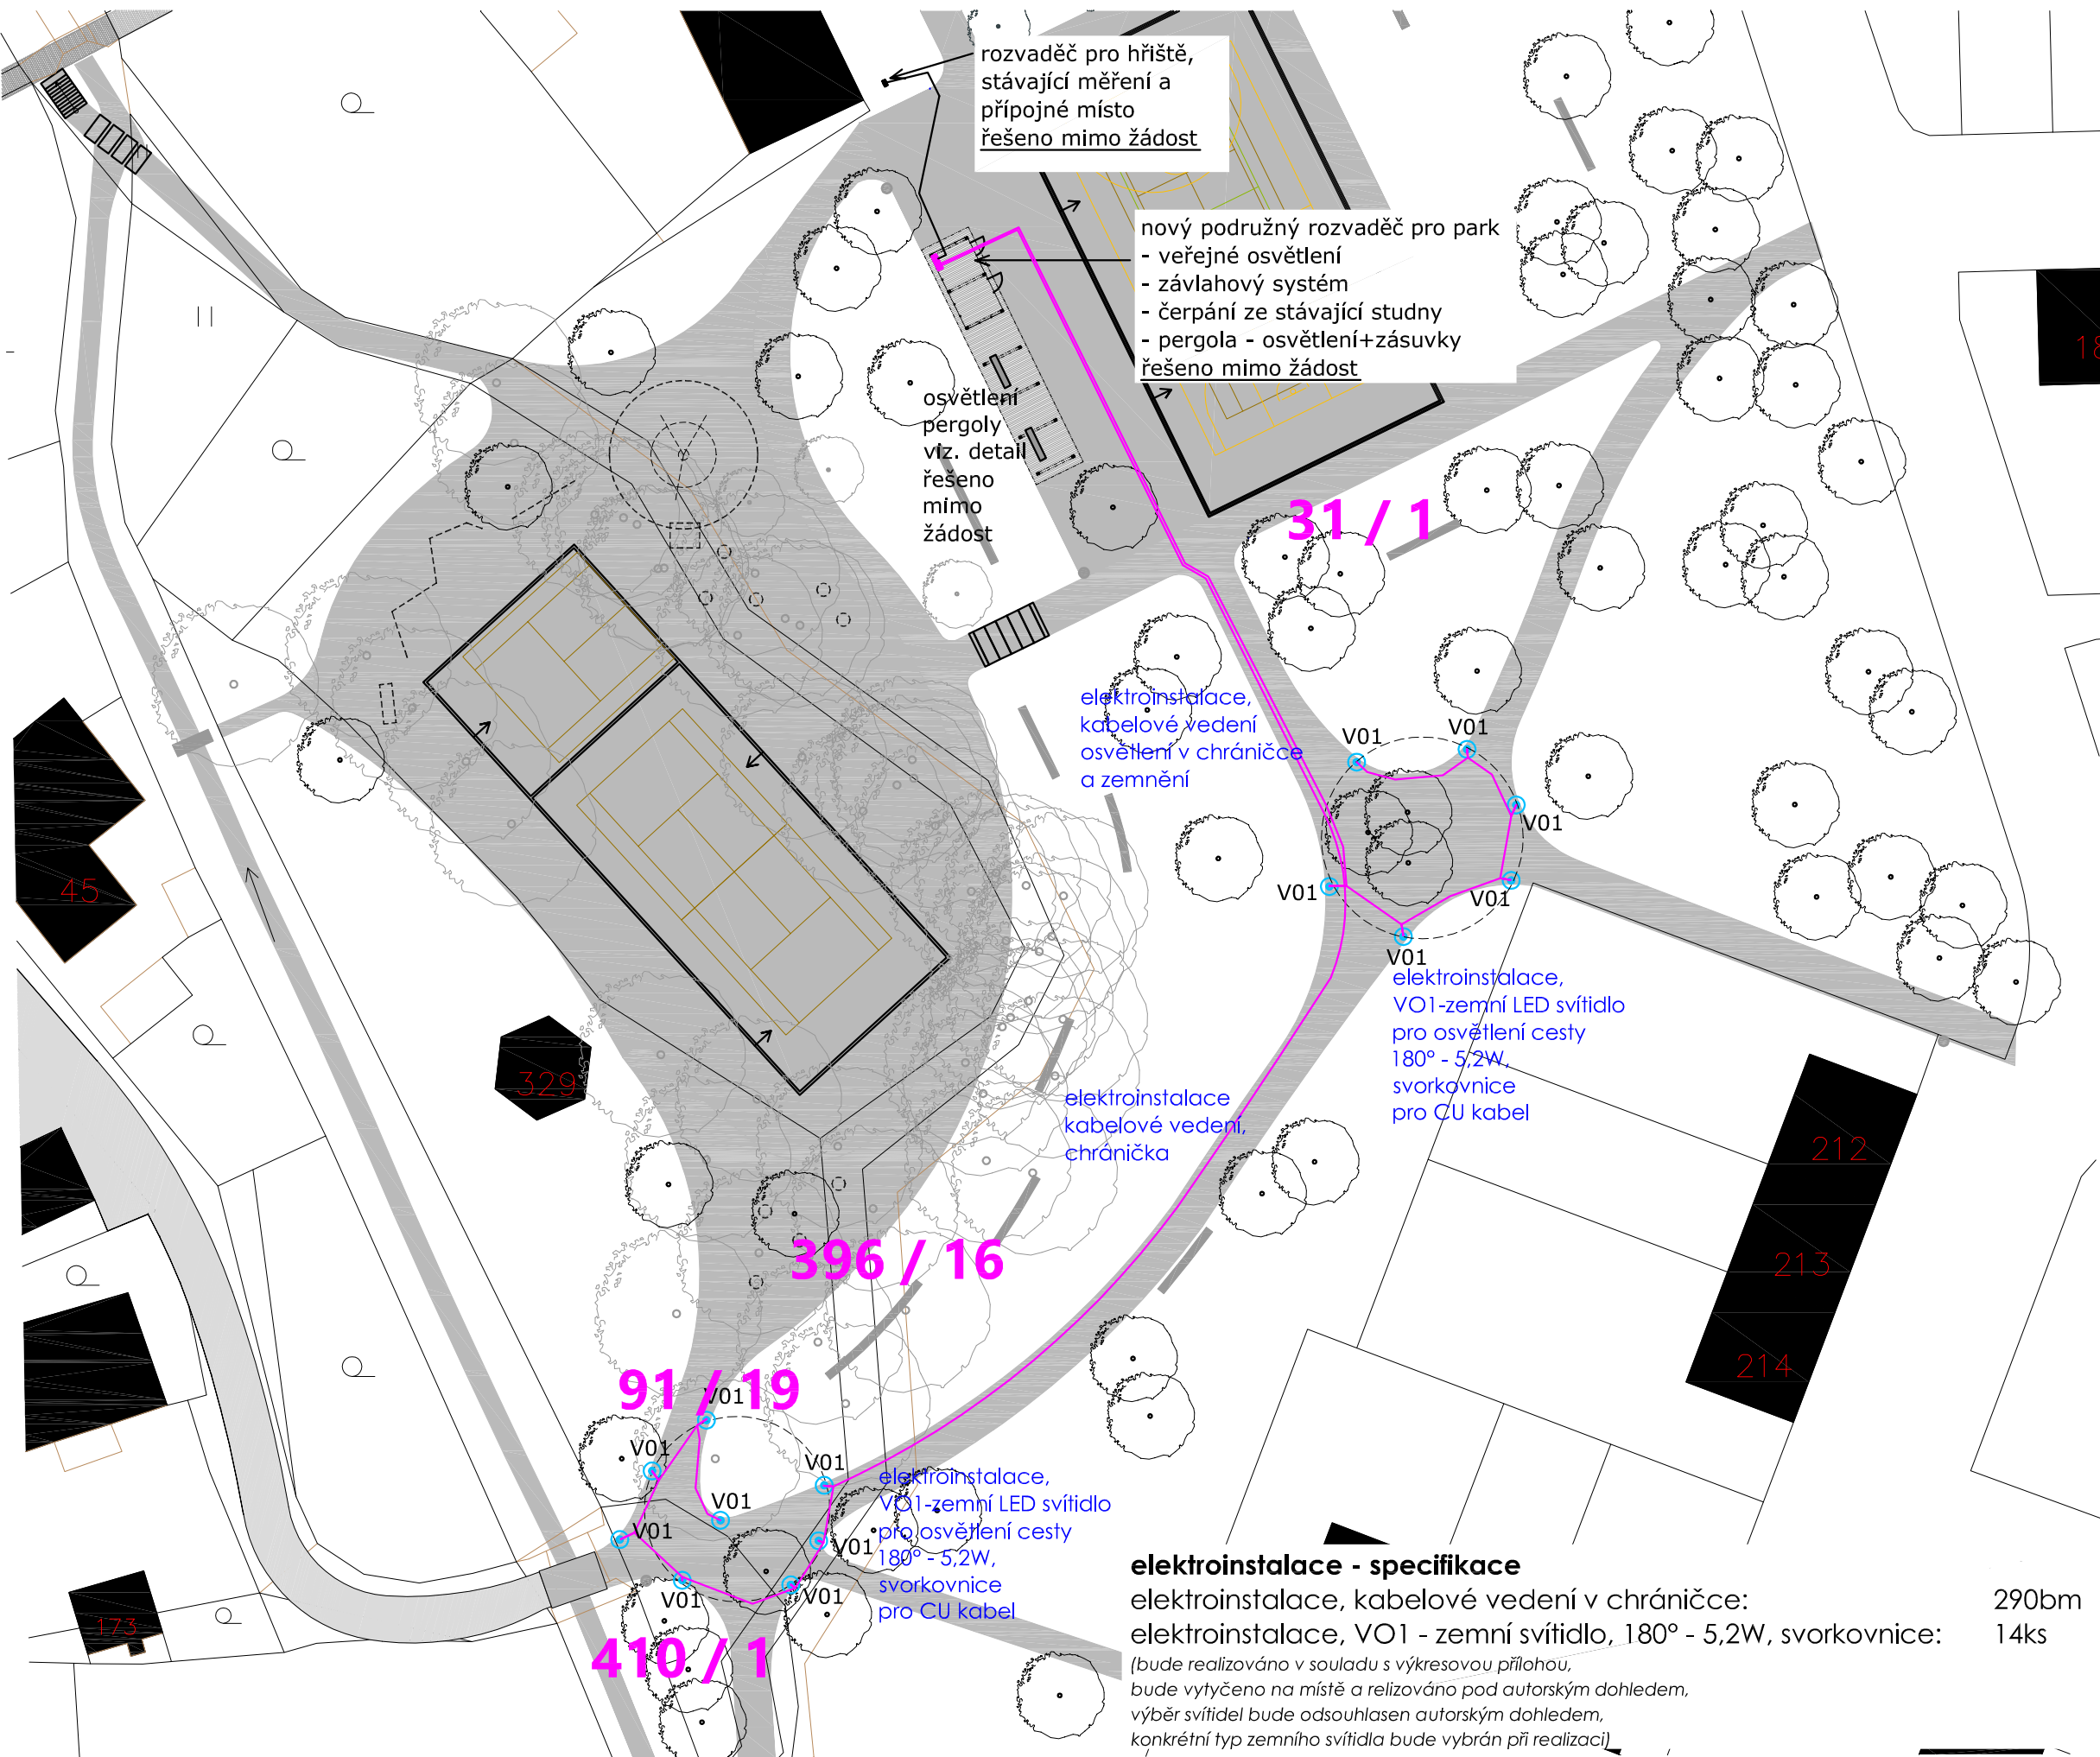 rozvaděč pro hřiště,
stávající měření a
přípojné místo
řešeno mimo žádost
nový podružný rozvaděč pro park
- veřejné osvětlení
- závlahový systém
- čerpání ze stávající studny
- pergola - osvětlení+zásuvky
řešeno mimo žádost
18
osvětlení
pergoly
viz. detail
řešeno
mimo
žádost
31 / 1
elektroinstalace,
kabelové vedení
osvětlení v chráničce
a zemnění
V01
V01
V01
V01
V01
V01
45
elektroinstalace,
VO1-zemní LED svítidlo
pro osvětlení cesty
180° - 5,2W,
svorkovnice
pro CU kabel
329
elektroinstalace
kabelové vedení,
chránička
212
213
214
396 / 16
91 / 19
V01
V01
V01
V01
V01
V01
V01
V01
elektroinstalace,
VO1-zemní LED svítidlo
pro osvětlení cesty
180° - 5,2W,
svorkovnice
pro CU kabel
173
410 / 1
elektroinstalace - specifikace
elektroinstalace, kabelové vedení v chráničce: 290bm
elektroinstalace, VO1 - zemní svítidlo, 180° - 5,2W, svorkovnice: 14ks
(bude realizováno v souladu s výkresovou přílohou,
bude vytyčeno na místě a relizováno pod autorským dohledem,
výběr svítidel bude odsouhlasen autorským dohledem,
konkrétní typ zemního svítidla bude vybrán při realizaci)